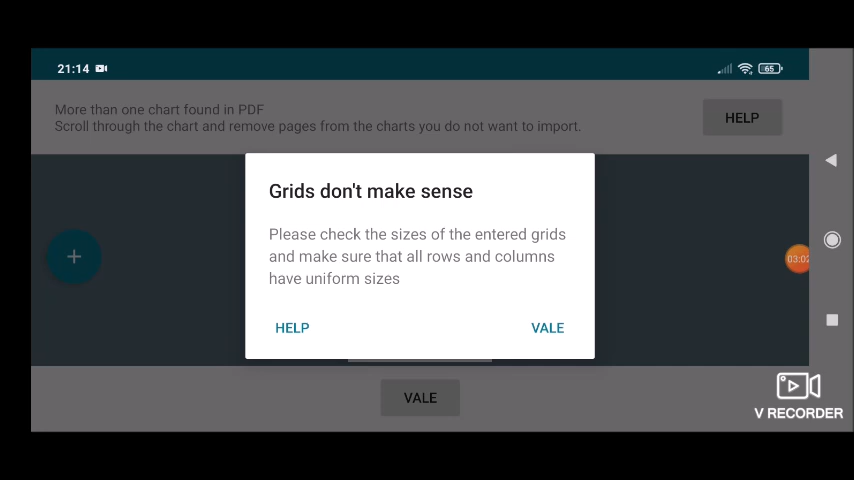 21:14
65
More than one chart found in PDF
Scroll through the chart and remove pages from the charts you do not want to import.
HELP
Grids don't make sense
Please check the sizes of the entered grids
and make sure that all rows and columns
have uniform sizes
+
03:02
HELP
VALE
VALE
V RECORDER